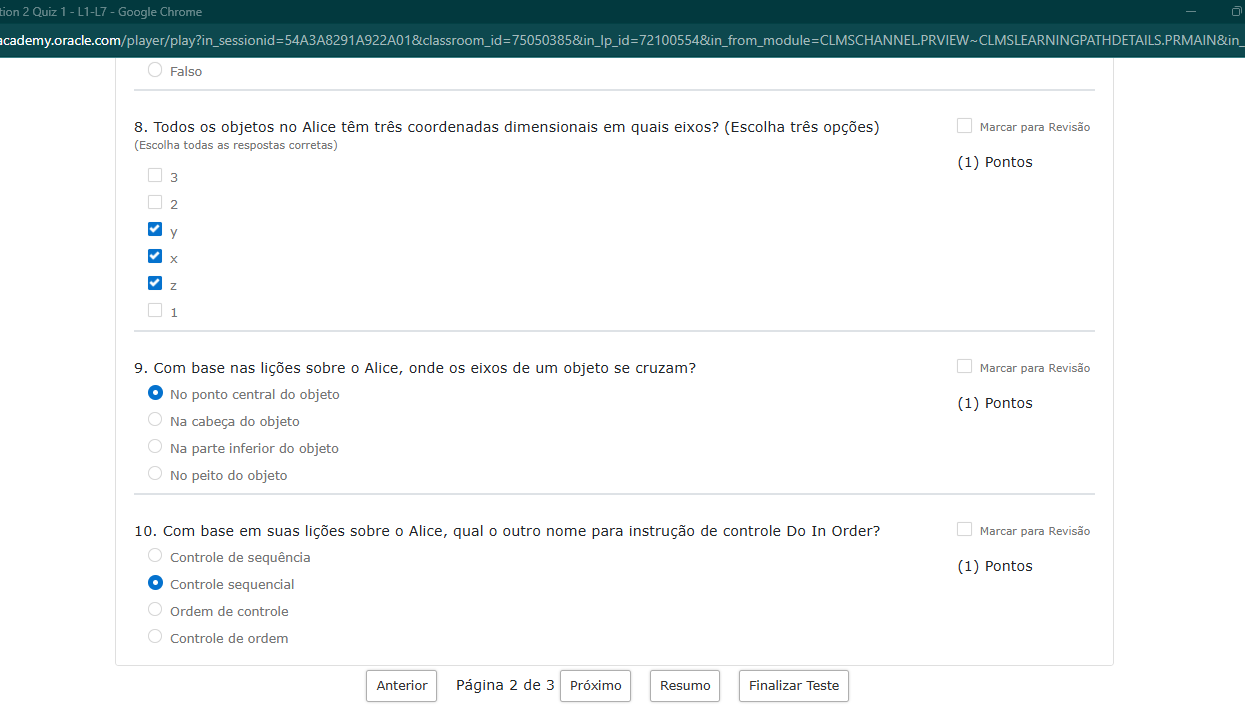 tion 2 Quiz 1 - L1-L7 - Google Chrome
academy.oracle.com/player/play?in_sessionid=54A3A8291A922A01&classroom_id=75050385&in_lp_id=72100554&in_from_module=CLMSCHANNEL.PRVIEW~CLMSLEARNINGPATHDETAILS.PRMAIN&in_
Falso
8. Todos os objetos no Alice têm três coordenadas dimensionais em quais eixos? (Escolha três opções)
Marcar para Revisão
(Escolha todas as respostas corretas)
(1) Pontos
3
2
y
x
z
1
9. Com base nas lições sobre o Alice, onde os eixos de um objeto se cruzam?
Marcar para Revisão
No ponto central do objeto
(1) Pontos
Na cabeça do objeto
Na parte inferior do objeto
No peito do objeto
10. Com base em suas lições sobre o Alice, qual o outro nome para instrução de controle Do In Order?
Marcar para Revisão
Controle de sequência
(1) Pontos
Controle sequencial
Ordem de controle
Controle de ordem
Anterior Página 2 de 3 Próximo Resumo Finalizar Teste